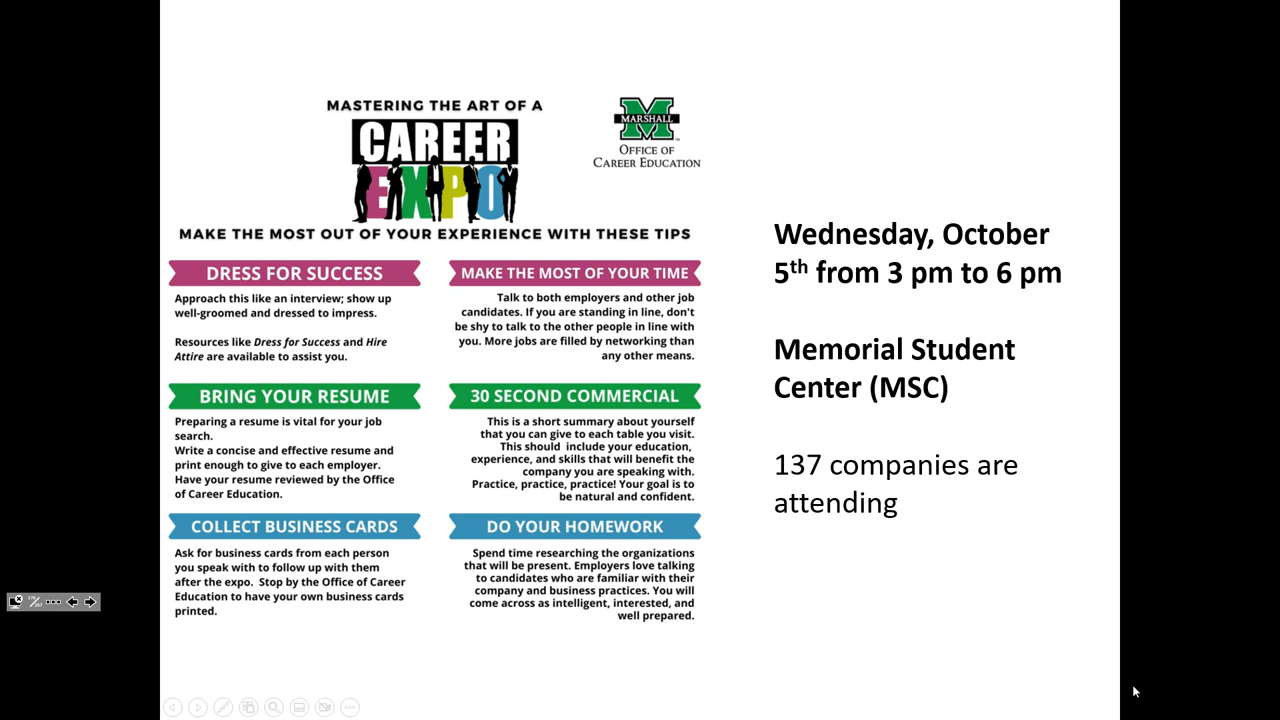 MASTERING THE ART OF A
CAREER
EXPO
MARSHALL
OFFICE OF
CAREER EDUCATION
MAKE THE MOST OUT OF YOUR EXPERIENCE WITH THESE TIPS
DRESS FOR SUCCESS
Approach this like an interview; show up
well-groomed and dressed to impress.
Resources like Dress for Success and Hire
Attire are available to assist you.
MAKE THE MOST OF YOUR TIME
Talk to both employers and other job
candidates. If you are standing in line, don't
be shy to talk to the other people in line with
you. More jobs are filled by networking than
any other means.
BRING YOUR RESUME
Preparing a resume is vital for your job
search.
Write a concise and effective resume and
print enough to give to each employer.
Have your resume reviewed by the Office
of Career Education.
30 SECOND COMMERCIAL
This is a short summary about yourself
that you can give to each table you visit.
This should include your education,
experience, and skills that will benefit the
company you are speaking with.
Practice, practice, practice! Your goal is to
be natural and confident.
COLLECT BUSINESS CARDS
Ask for business cards from each person
you speak with to follow up with them
after the expo. Stop by the Office of Career
Education to have your own business cards
printed.
DO YOUR HOMEWORK
Spend time researching the organizations
that will be present. Employers love talking
to candidates who are familiar with their
company and business practices. You will
come across as intelligent, interested, and
well prepared.
Wednesday, October
5th from 3 pm to 6 pm
Memorial Student
Center (MSC)
137 companies are
attending